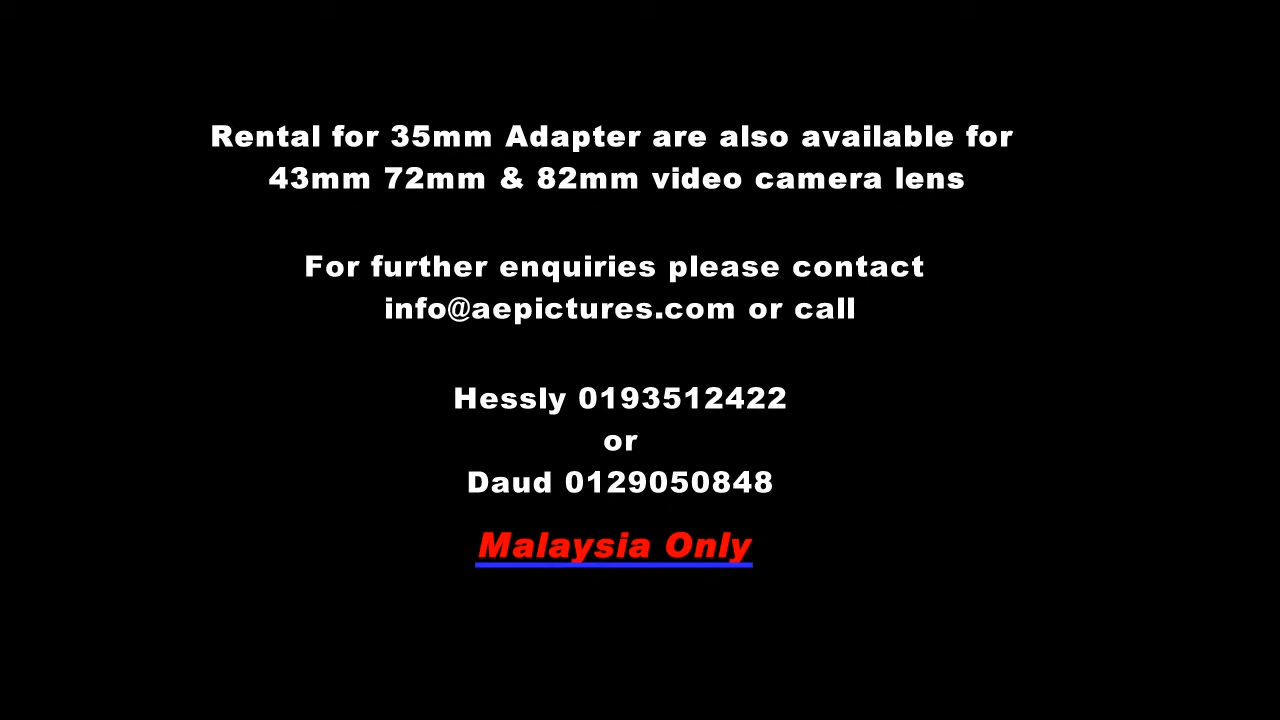 Rental for 35mm Adapter are also available for
43mm 72mm & 82mm video camera lens
For further enquiries please contact
info@aepictures.com or call
Hessly 0193512422
or
Daud 0129050848
Malaysia Only